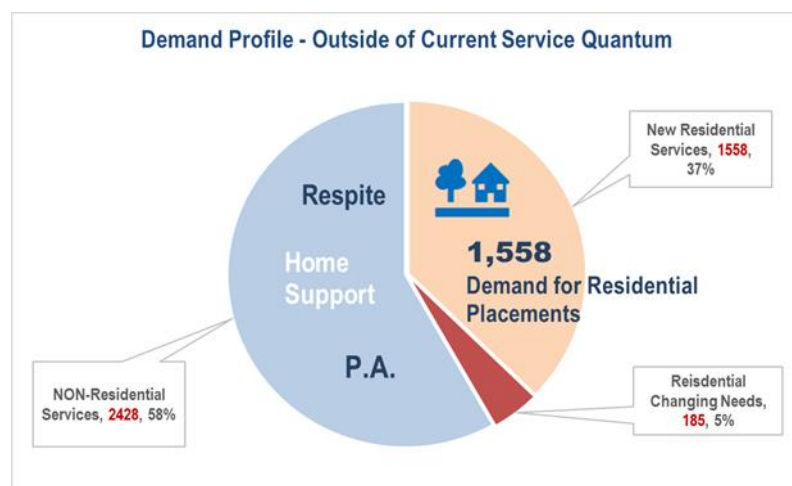 Demand Profile - Outside of Current Service Quantum
New Residential
Services, 1558,
37%
Respite
1,558
Home
Support
Demand for Residential
Placements
P.A.
NON-Residential
Services, 2428, 58%
Reisdential
Changing Needs,
185, 5%